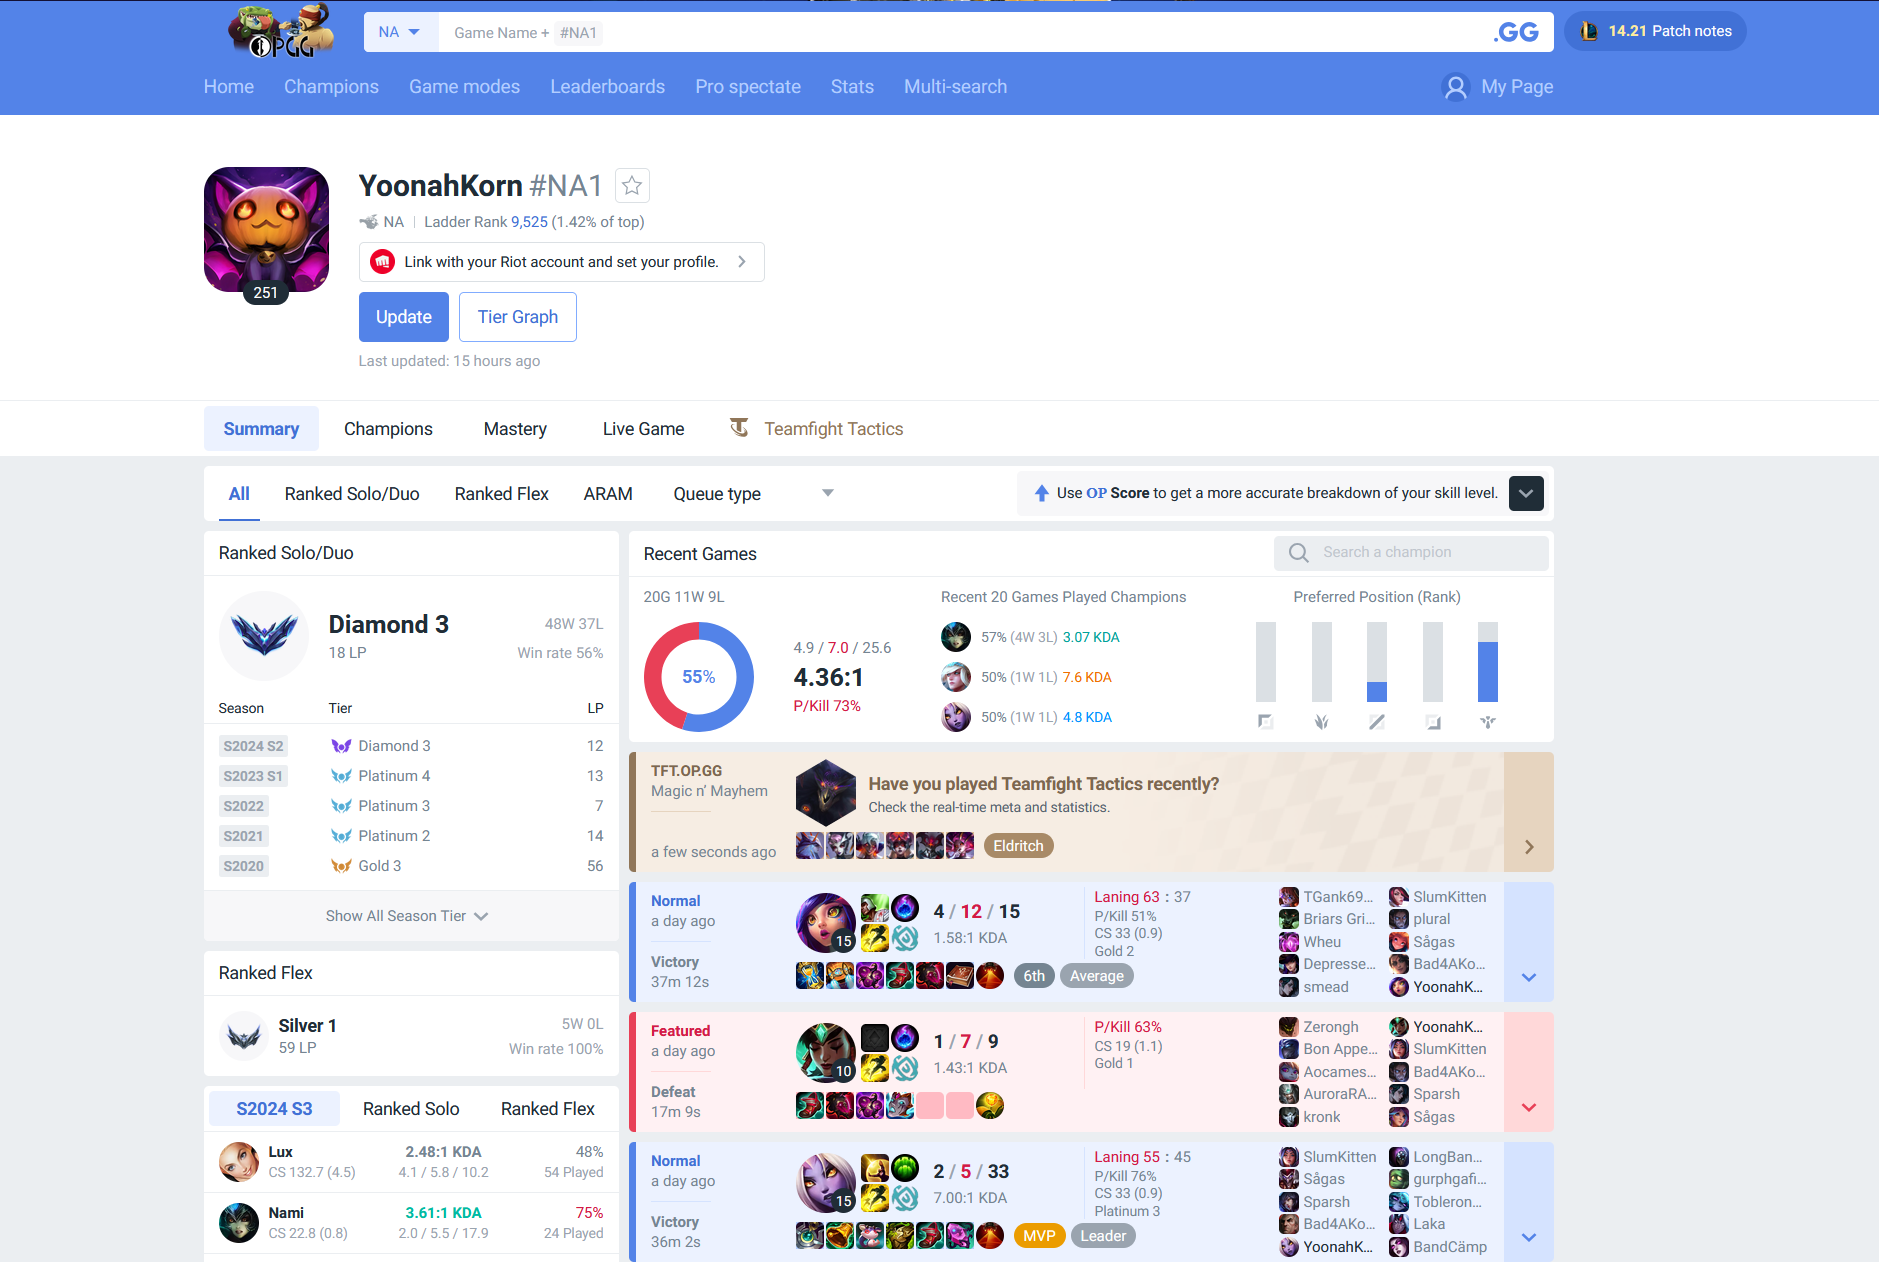 OPGG
NA
Game Name + #NA1
.GG
14.21 Patch notes
Home
Champions
Game modes
Leaderboards
Pro spectate
Stats
Multi-search
My Page
251
YoonahKorn #NA1
NA
Ladder Rank 9,525 (1.42% of top)
Link with your Riot account and set your profile.
Update
Tier Graph
Last updated: 15 hours ago
Summary
Champions
Mastery
Live Game
Teamfight Tactics
All
Ranked Solo/Duo
Ranked Flex
ARAM
Queue type
Use OP Score to get a more accurate breakdown of your skill level.
Ranked Solo/Duo
Diamond 3
48W 37L
18 LP
Win rate 56%
Season Tier LP
S2024 S2 Diamond 3 12
S2023 S1 Platinum 4 13
S2022 Platinum 3 7
S2021 Platinum 2 14
S2020 Gold 3 56
Show All Season Tier
Ranked Flex
Silver 1
5W 0L
59 LP
Win rate 100%
S2024 S3
Ranked Solo
Ranked Flex
Lux 2.48:1 KDA 48%
CS 132.7 (4.5) 4.1 / 5.8 / 10.2 54 Played
Nami 3.61:1 KDA 75%
CS 22.8 (0.8) 2.0 / 5.5 / 17.9 24 Played
Recent Games
Search a champion
20G 11W 9L
55%
4.9 / 7.0 / 25.6
4.36:1
P/Kill 73%
Recent 20 Games Played Champions
57% (4W 3L) 3.07 KDA
50% (1W 1L) 7.6 KDA
50% (1W 1L) 4.8 KDA
Preferred Position (Rank)
TFT.OP.GG
Magic n' Mayhem
a few seconds ago
Have you played Teamfight Tactics recently?
Check the real-time meta and statistics.
Eldritch
Normal
a day ago
Victory
37m 12s
15
4 / 12 / 15
1.58:1 KDA
6th
Average
Laning 63 : 37
P/Kill 51%
CS 33 (0.9)
Gold 2
TGank69... SlumKitten
Briars Gri... plural
Wheu Sågas
Depresse... Bad4AKo...
smead YoonahK...
Featured
a day ago
Defeat
17m 9s
10
1 / 7 / 9
1.43:1 KDA
P/Kill 63%
CS 19 (1.1)
Gold 1
Zerongh YoonahK...
Bon Appe... SlumKitten
Aocames... Bad4AKo...
AuroraRA... Sparsh
kronk Sågas
Normal
a day ago
Victory
36m 2s
15
2 / 5 / 33
7.00:1 KDA
MVP
Leader
Laning 55 : 45
P/Kill 76%
CS 33 (0.9)
Platinum 3
SlumKitten LongBan...
Sågas gurphgafi...
Sparsh Tobleron...
Bad4AKo... Laka
YoonahK... BandCämp